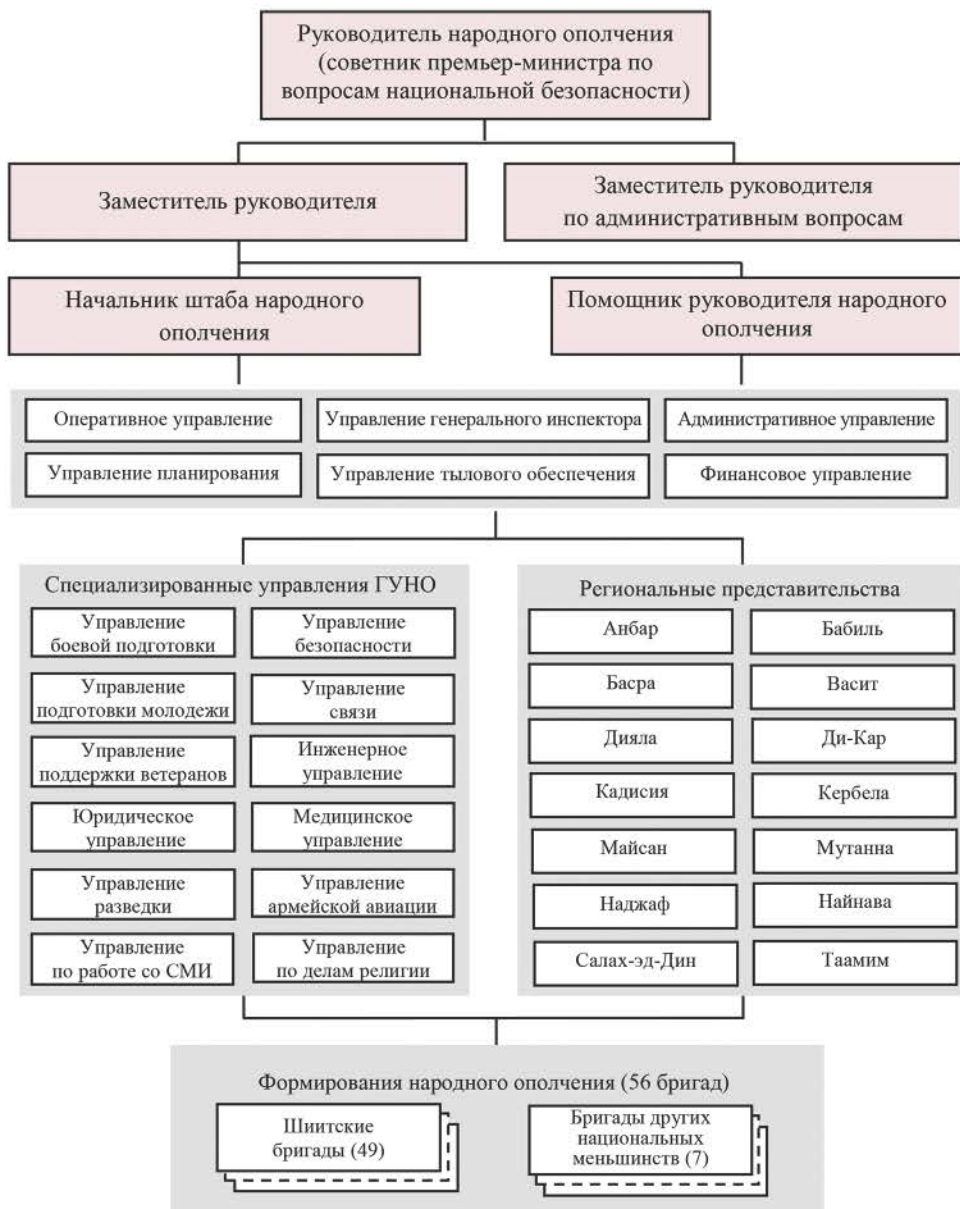 Руководитель народного ополчения
(советник премьер-министра по
вопросам национальной безопасности)
Заместитель руководителя
Заместитель руководителя
по административным вопросам
Начальник штаба народного
ополчения
Помощник руководителя народного
ополчения
Оперативное управление
Управление генерального инспектора
Административное управление
Управление планирования
Управление тылового обеспечения
Финансовое управление
Специализированные управления ГУНО
Управление
боевой подготовки
Управление
безопасности
Управление
подготовки молодежи
Управление
связи
Управление
поддержки ветеранов
Инженерное
управление
Юридическое
управление
Медицинское
управление
Управление
разведки
Управление
армейской авиации
Управление
по работе со СМИ
Управление
по делам религии
Региональные представительства
Анбар
Бабиль
Басра
Васит
Дияла
Ди-Кар
Кадисия
Кербела
Майсан
Мутанна
Наджаф
Найнава
Салах-эд-Дин
Таамим
Формирования народного ополчения (56 бригад)
Шиитские
бригады (49)
Бригады других
национальных
меньшинств (7)